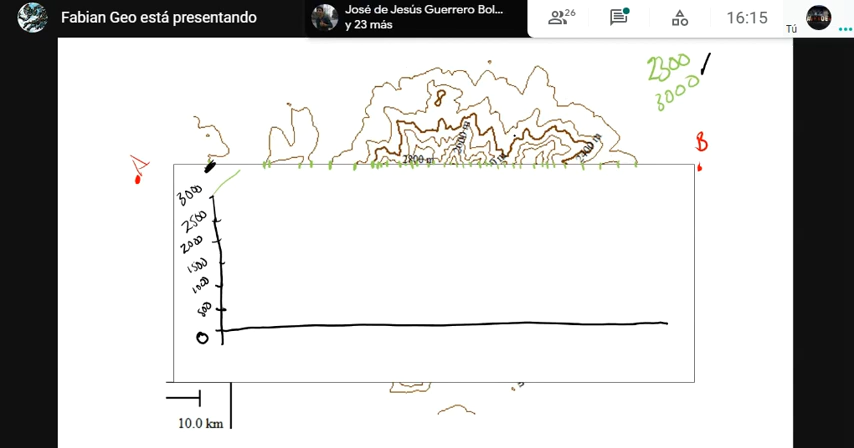 Fabian Geo está presentando
José de Jesús Guerrero Bol...
y 23 más
26
16:15
Tú
2300
3000
A
B
2800 m
3000
2500
2000
1500
1000
500
0
10.0 km